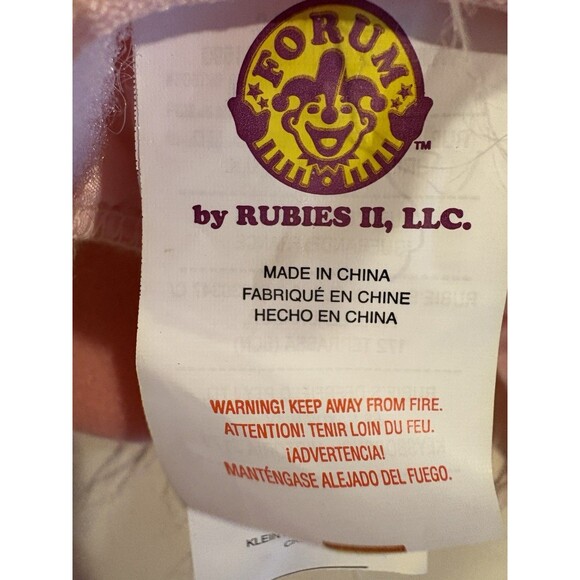 FORUM
TM
by RUBIES II, LLC.
MADE IN CHINA
FABRIQUÉ EN CHINE
HECHO EN CHINA
WARNING! KEEP AWAY FROM FIRE.
ATTENTION! TENIR LOIN DU FEU.
¡ADVERTENCIA!
MANTÉNGASE ALEJADO DEL FUEGO.
KLEIN